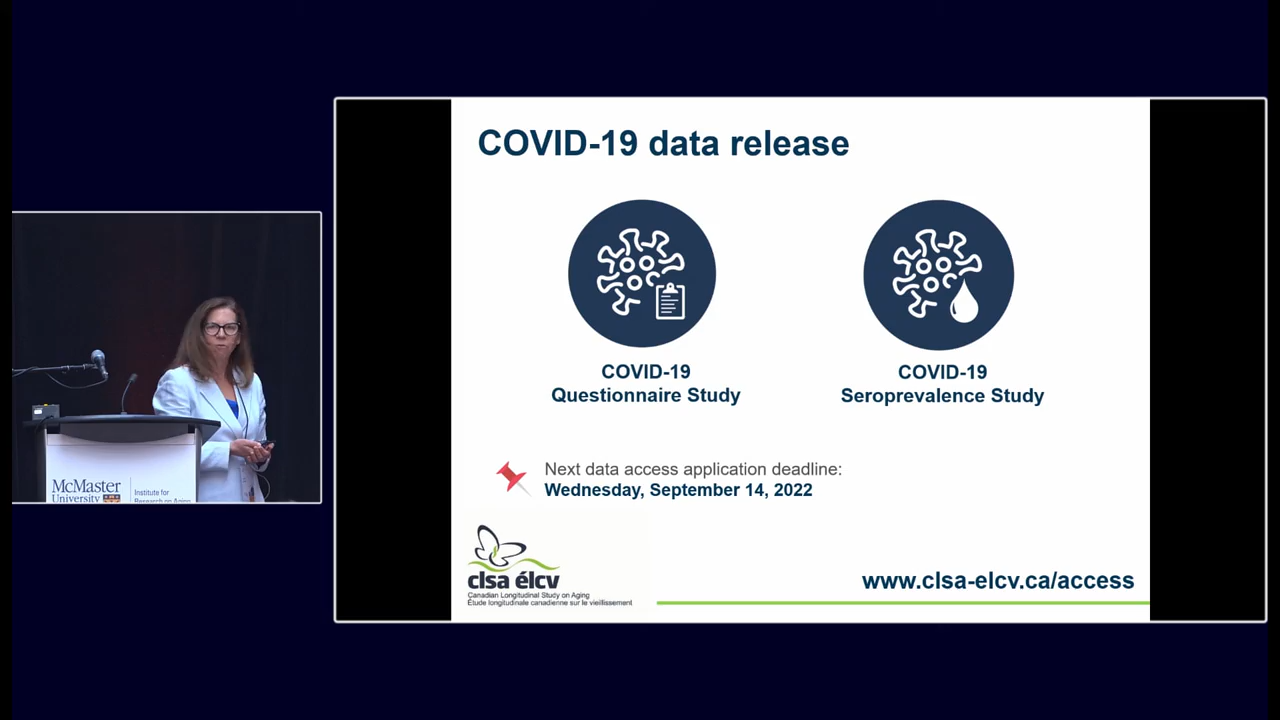 COVID-19 data release
COVID-19
Questionnaire Study
COVID-19
Seroprevalence Study
Next data access application deadline:
Wednesday, September 14, 2022
clsa élcv
Canadian Longitudinal Study on Aging
Étude longitudinale canadienne sur le vieillissement
www.clsa-elcv.ca/access
McMaster
University
Institute for
Research on Aging